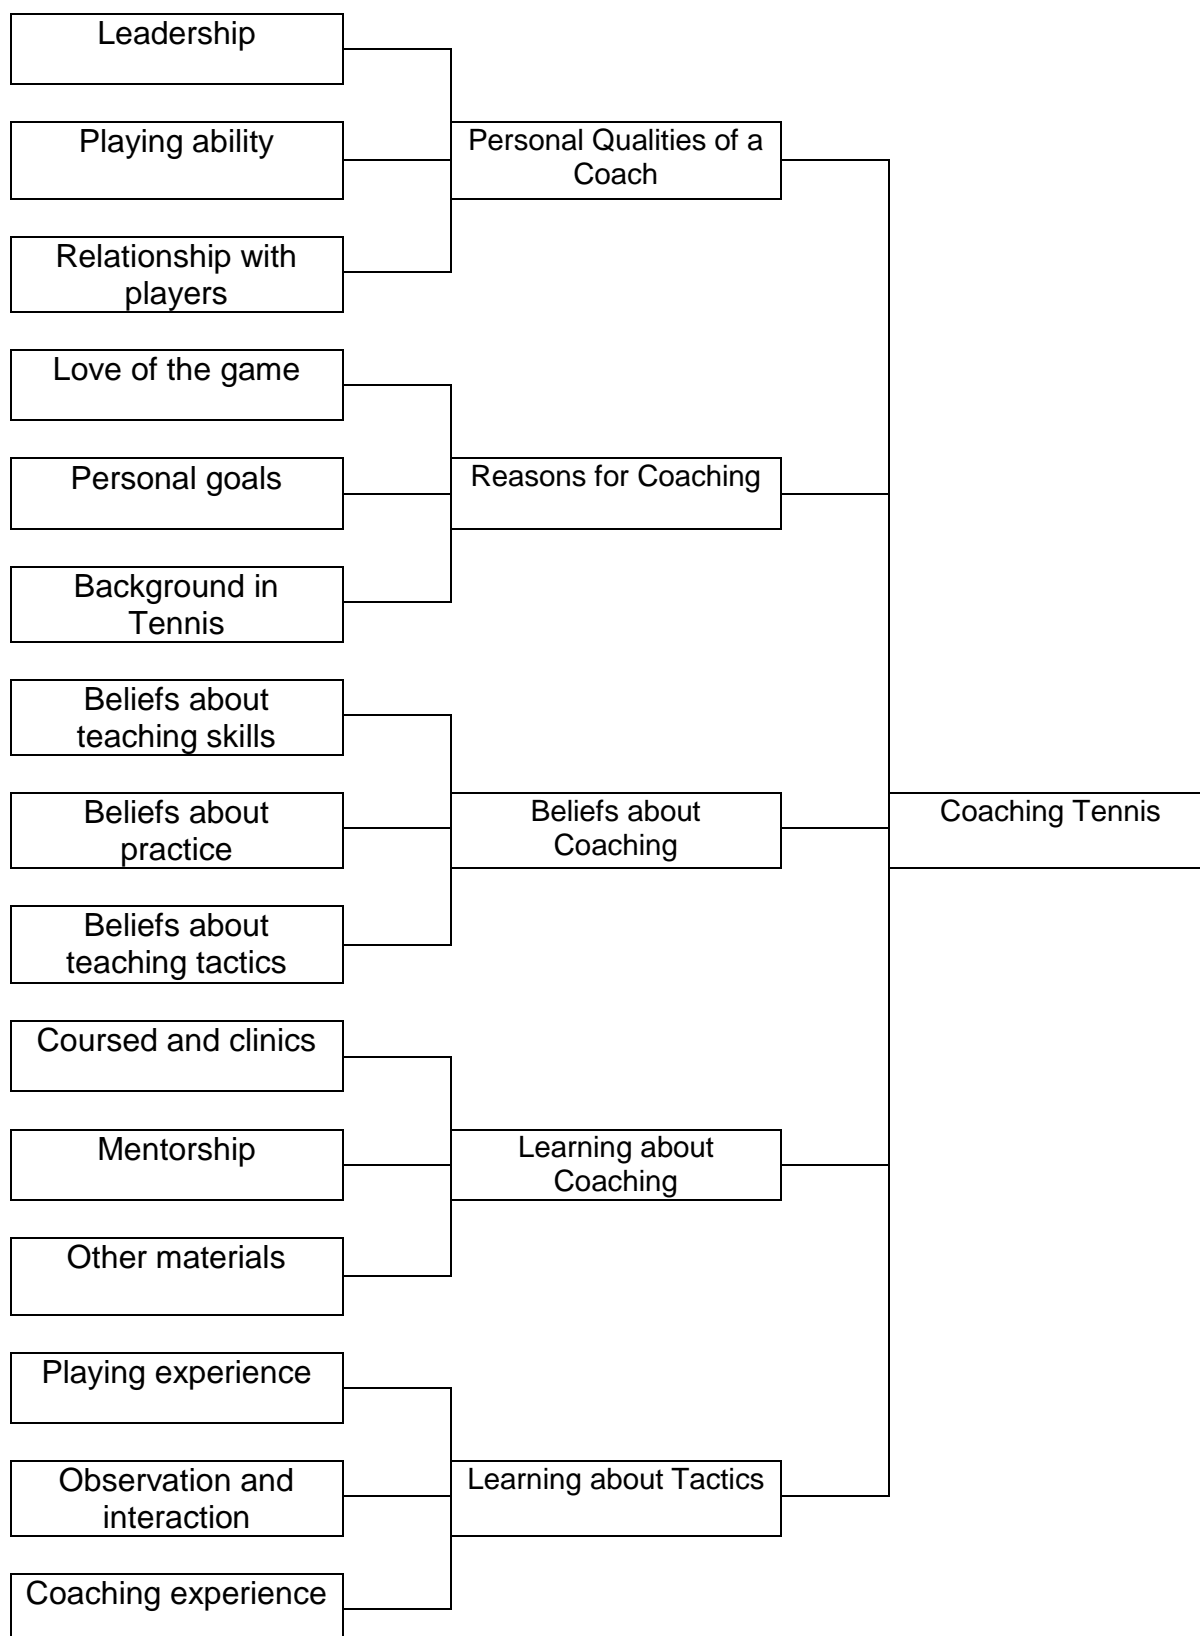 Leadership
Playing ability
Personal Qualities of a
Coach
Relationship with
players
Love of the game
Personal goals
Reasons for Coaching
Background in
Tennis
Beliefs about
teaching skills
Beliefs about
practice
Beliefs about
Coaching
Coaching Tennis
Beliefs about
teaching tactics
Coursed and clinics
Mentorship
Learning about
Coaching
Other materials
Playing experience
Observation and
interaction
Learning about Tactics
Coaching experience